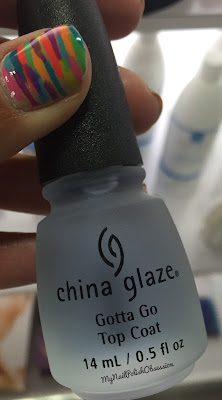 china glaze®
Gotta Go
Top Coat
14 mL / 0.5 fl oz
MyNailPolishObsession